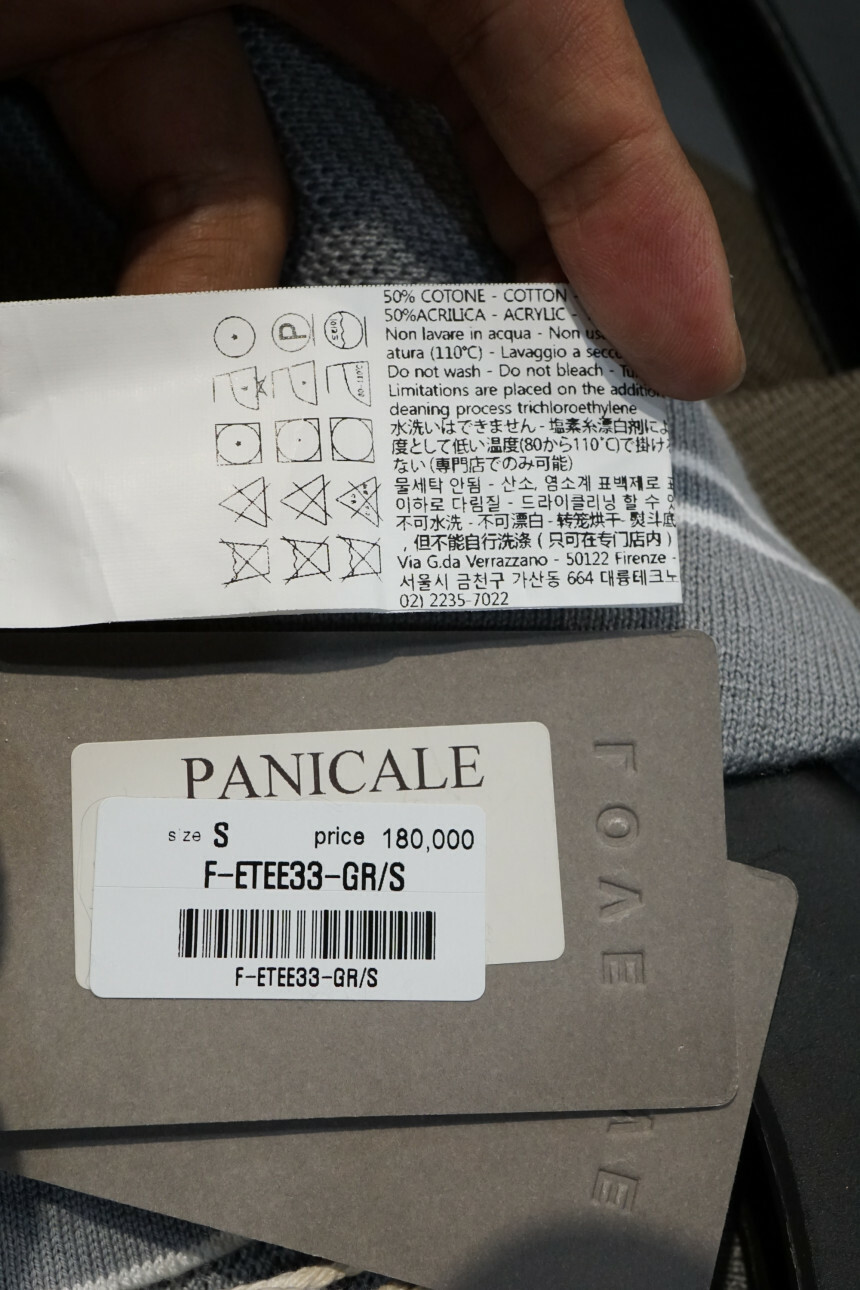 50% COTONE - COTTON -
50%ACRILICA - ACRYLIC -
Non lavare in acqua - Non
atura (110°C) - Lavaggio a
Do not wash - Do not bleach -
Limitations are placed on the
cleaning process trichloroethylene
水洗いはできません - 塩素系漂白剤に
度として低い温度(80から110°C)で掛け
ない(専門店でのみ可能)
물세탁 안됨 - 산소, 염소계 표백제로
이하로 다림질 - 드라이클리닝 할 수
不可水洗 - 不可漂白 - 转笼烘干 - 熨斗底
, 但不能自行洗涤 ( 只可在专门店内 )
Via G.da Verrazzano - 50122 Firenze -
서울시 금천구 가산동 664 대륭테크노
02) 2235-7022
P
PANICALE
size S price 180,000
F-ETEE33-GR/S
F-ETEE33-GR/S